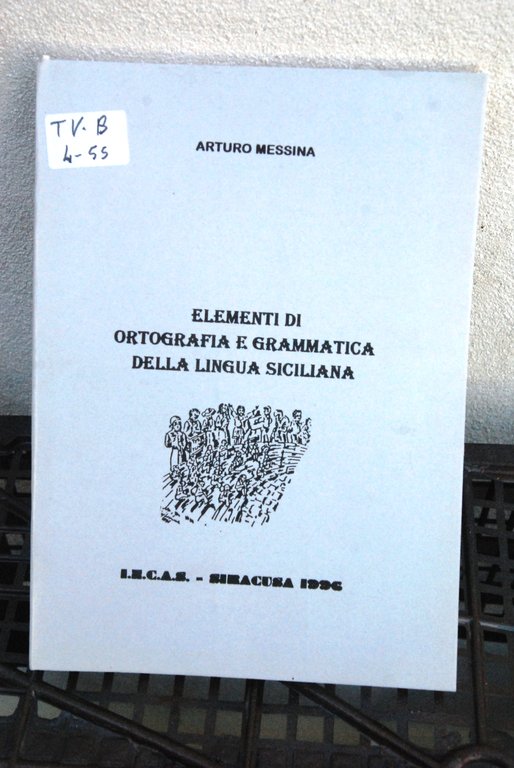 TV. B
4-55
ARTURO MESSINA
ELEMENTI DI
ORTOGRAFIA E GRAMMATICA
DELLA LINGUA SICILIANA
I.N.C.A.S. - SIRACUSA 1996